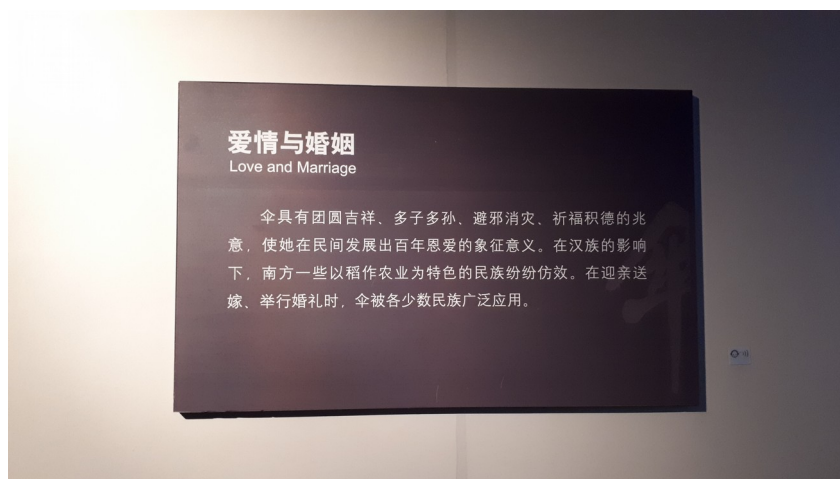 爱情与婚姻
Love and Marriage
伞具有团圆吉祥、多子多孙、避邪消灾、祈福积德的兆
意，使她在民间发展出百年恩爱的象征意义。在汉族的影响
下，南方一些以稻作农业为特色的民族纷纷仿效。在迎亲送
嫁、举行婚礼时，伞被各少数民族广泛应用。
伞